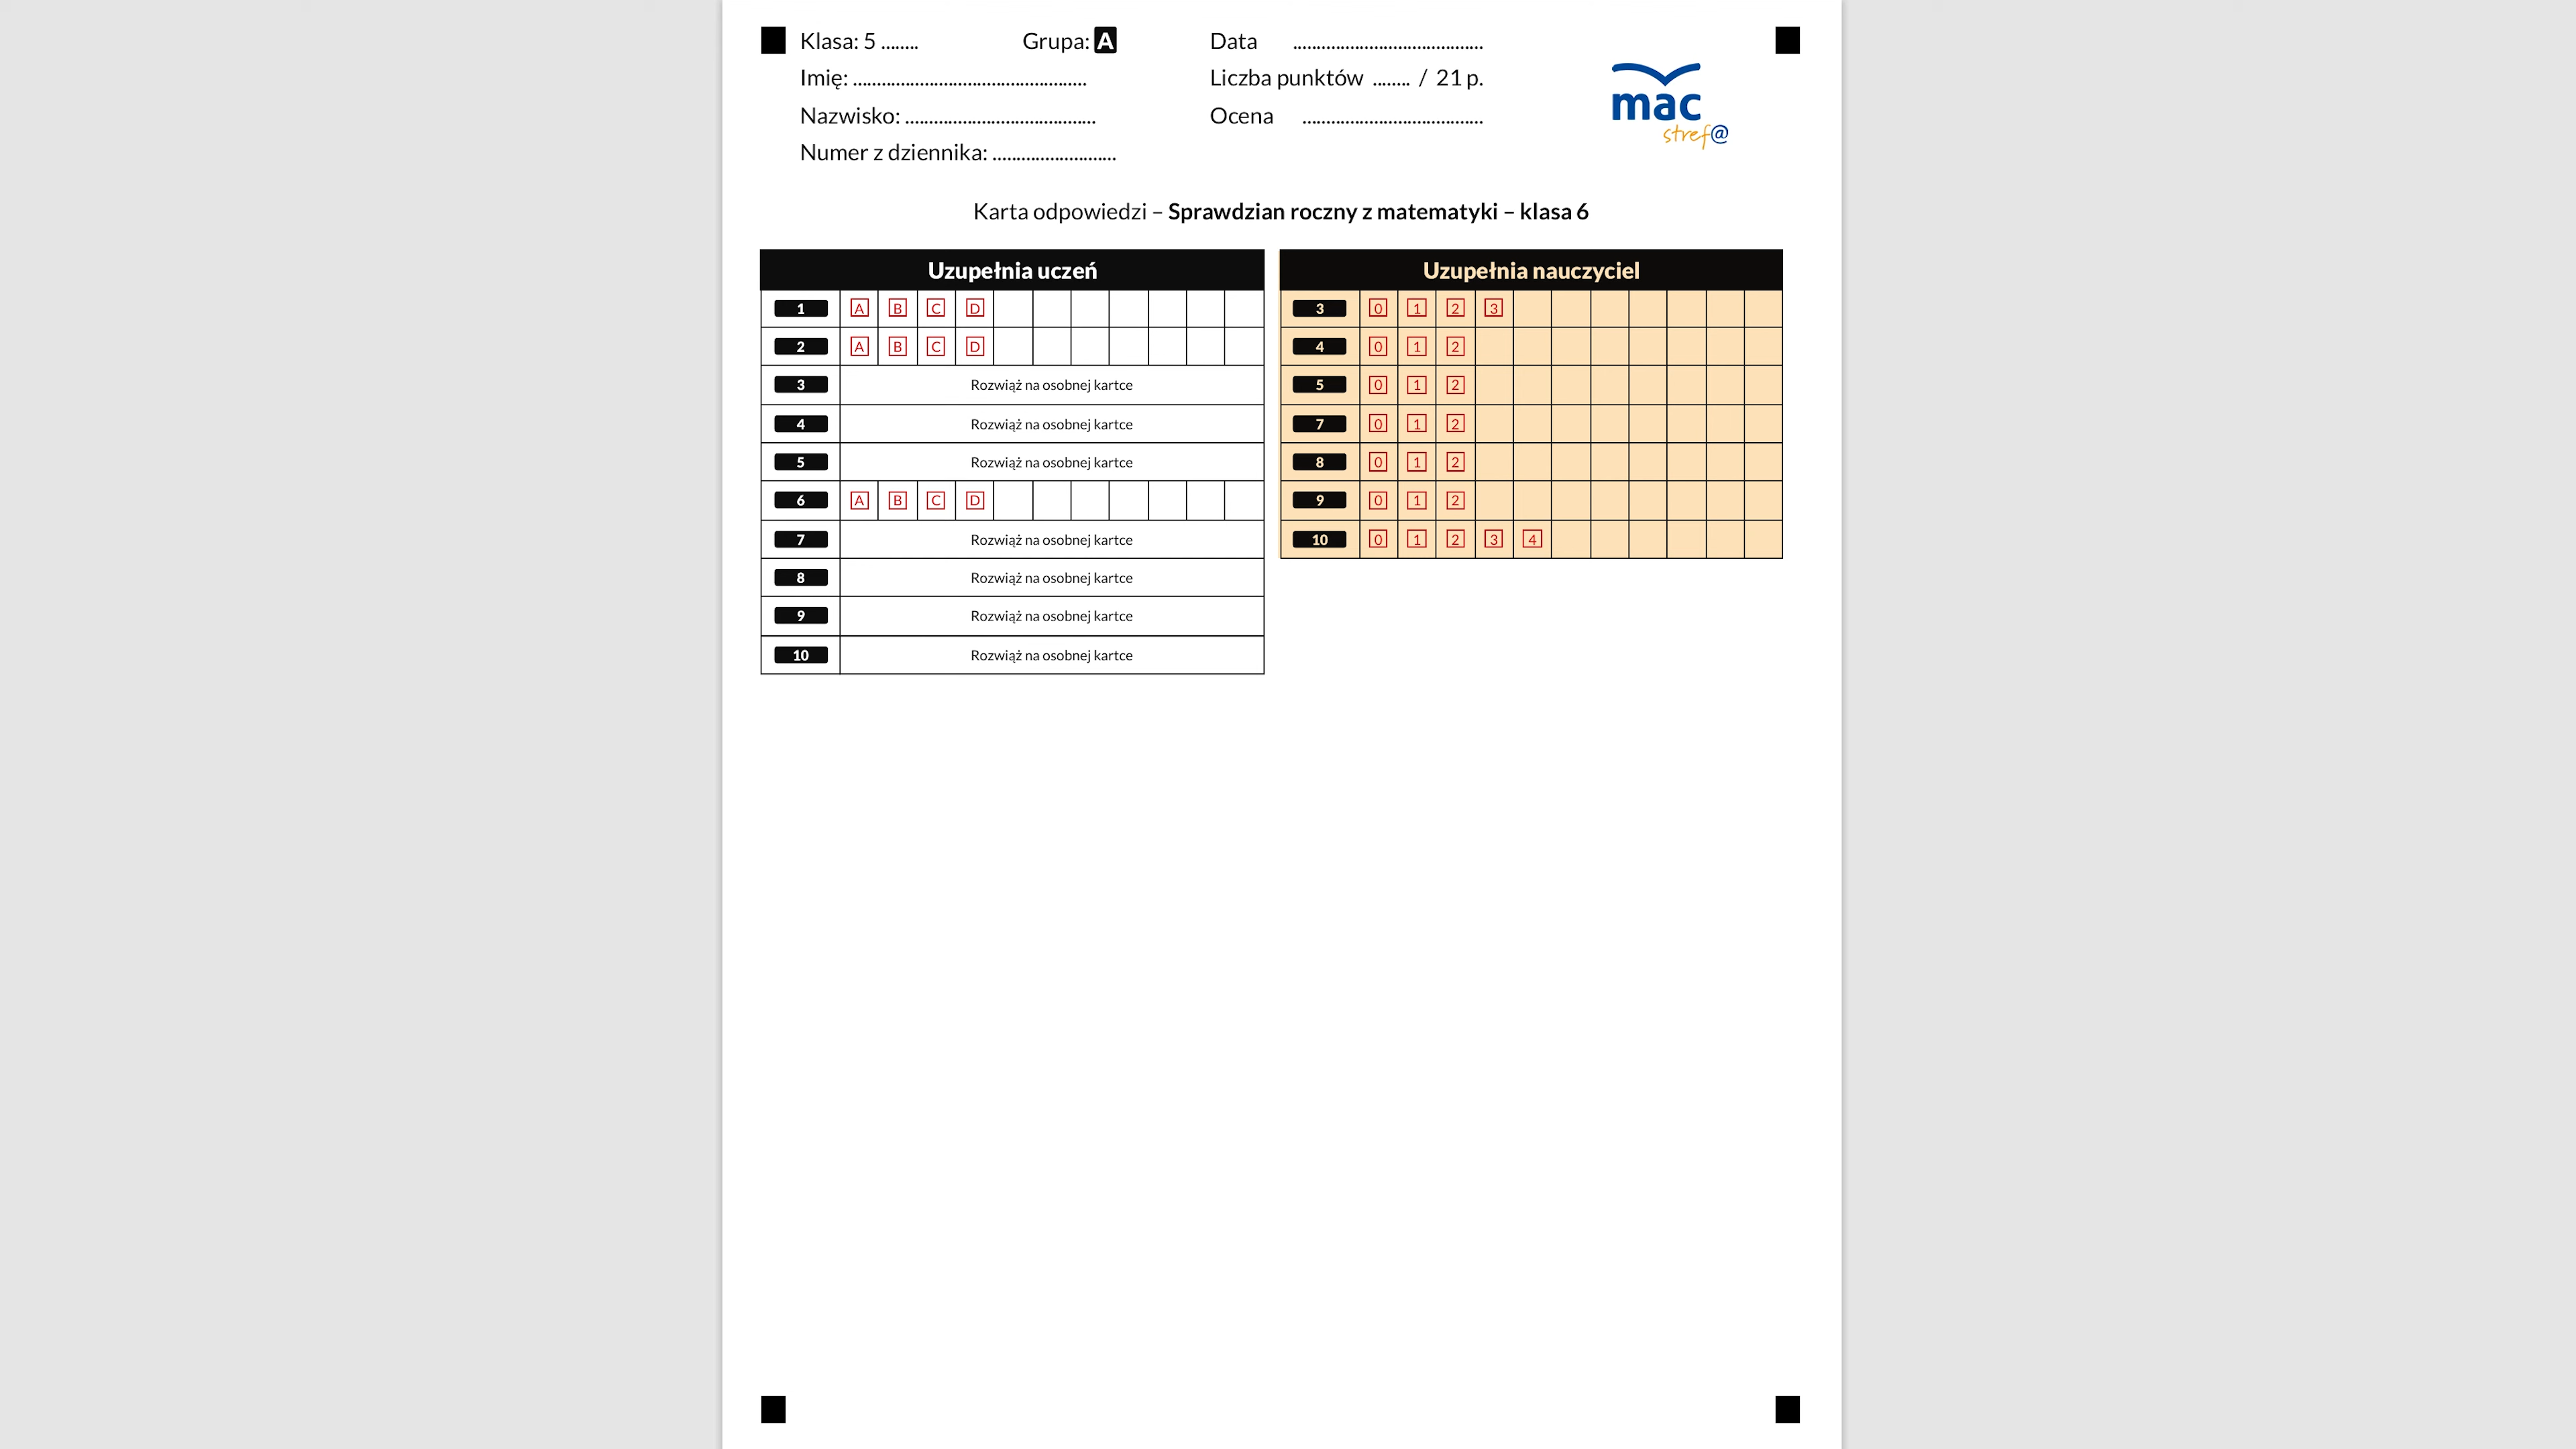 Klasa: 5 ........ Grupa: A
Imię: .................................................
Nazwisko: ........................................
Numer z dziennika: ..........................
Data ........................................
Liczba punktów ........ / 21 p.
Ocena ......................................
mac
stref@
Karta odpowiedzi – Sprawdzian roczny z matematyki – klasa 6
Uzupełnia uczeń
1 A B C D
2 A B C D
3 Rozwiąż na osobnej kartce
4 Rozwiąż na osobnej kartce
5 Rozwiąż na osobnej kartce
6 A B C D
7 Rozwiąż na osobnej kartce
8 Rozwiąż na osobnej kartce
9 Rozwiąż na osobnej kartce
10 Rozwiąż na osobnej kartce
Uzupełnia nauczyciel
3 0 1 2 3
4 0 1 2
5 0 1 2
7 0 1 2
8 0 1 2
9 0 1 2
10 0 1 2 3 4